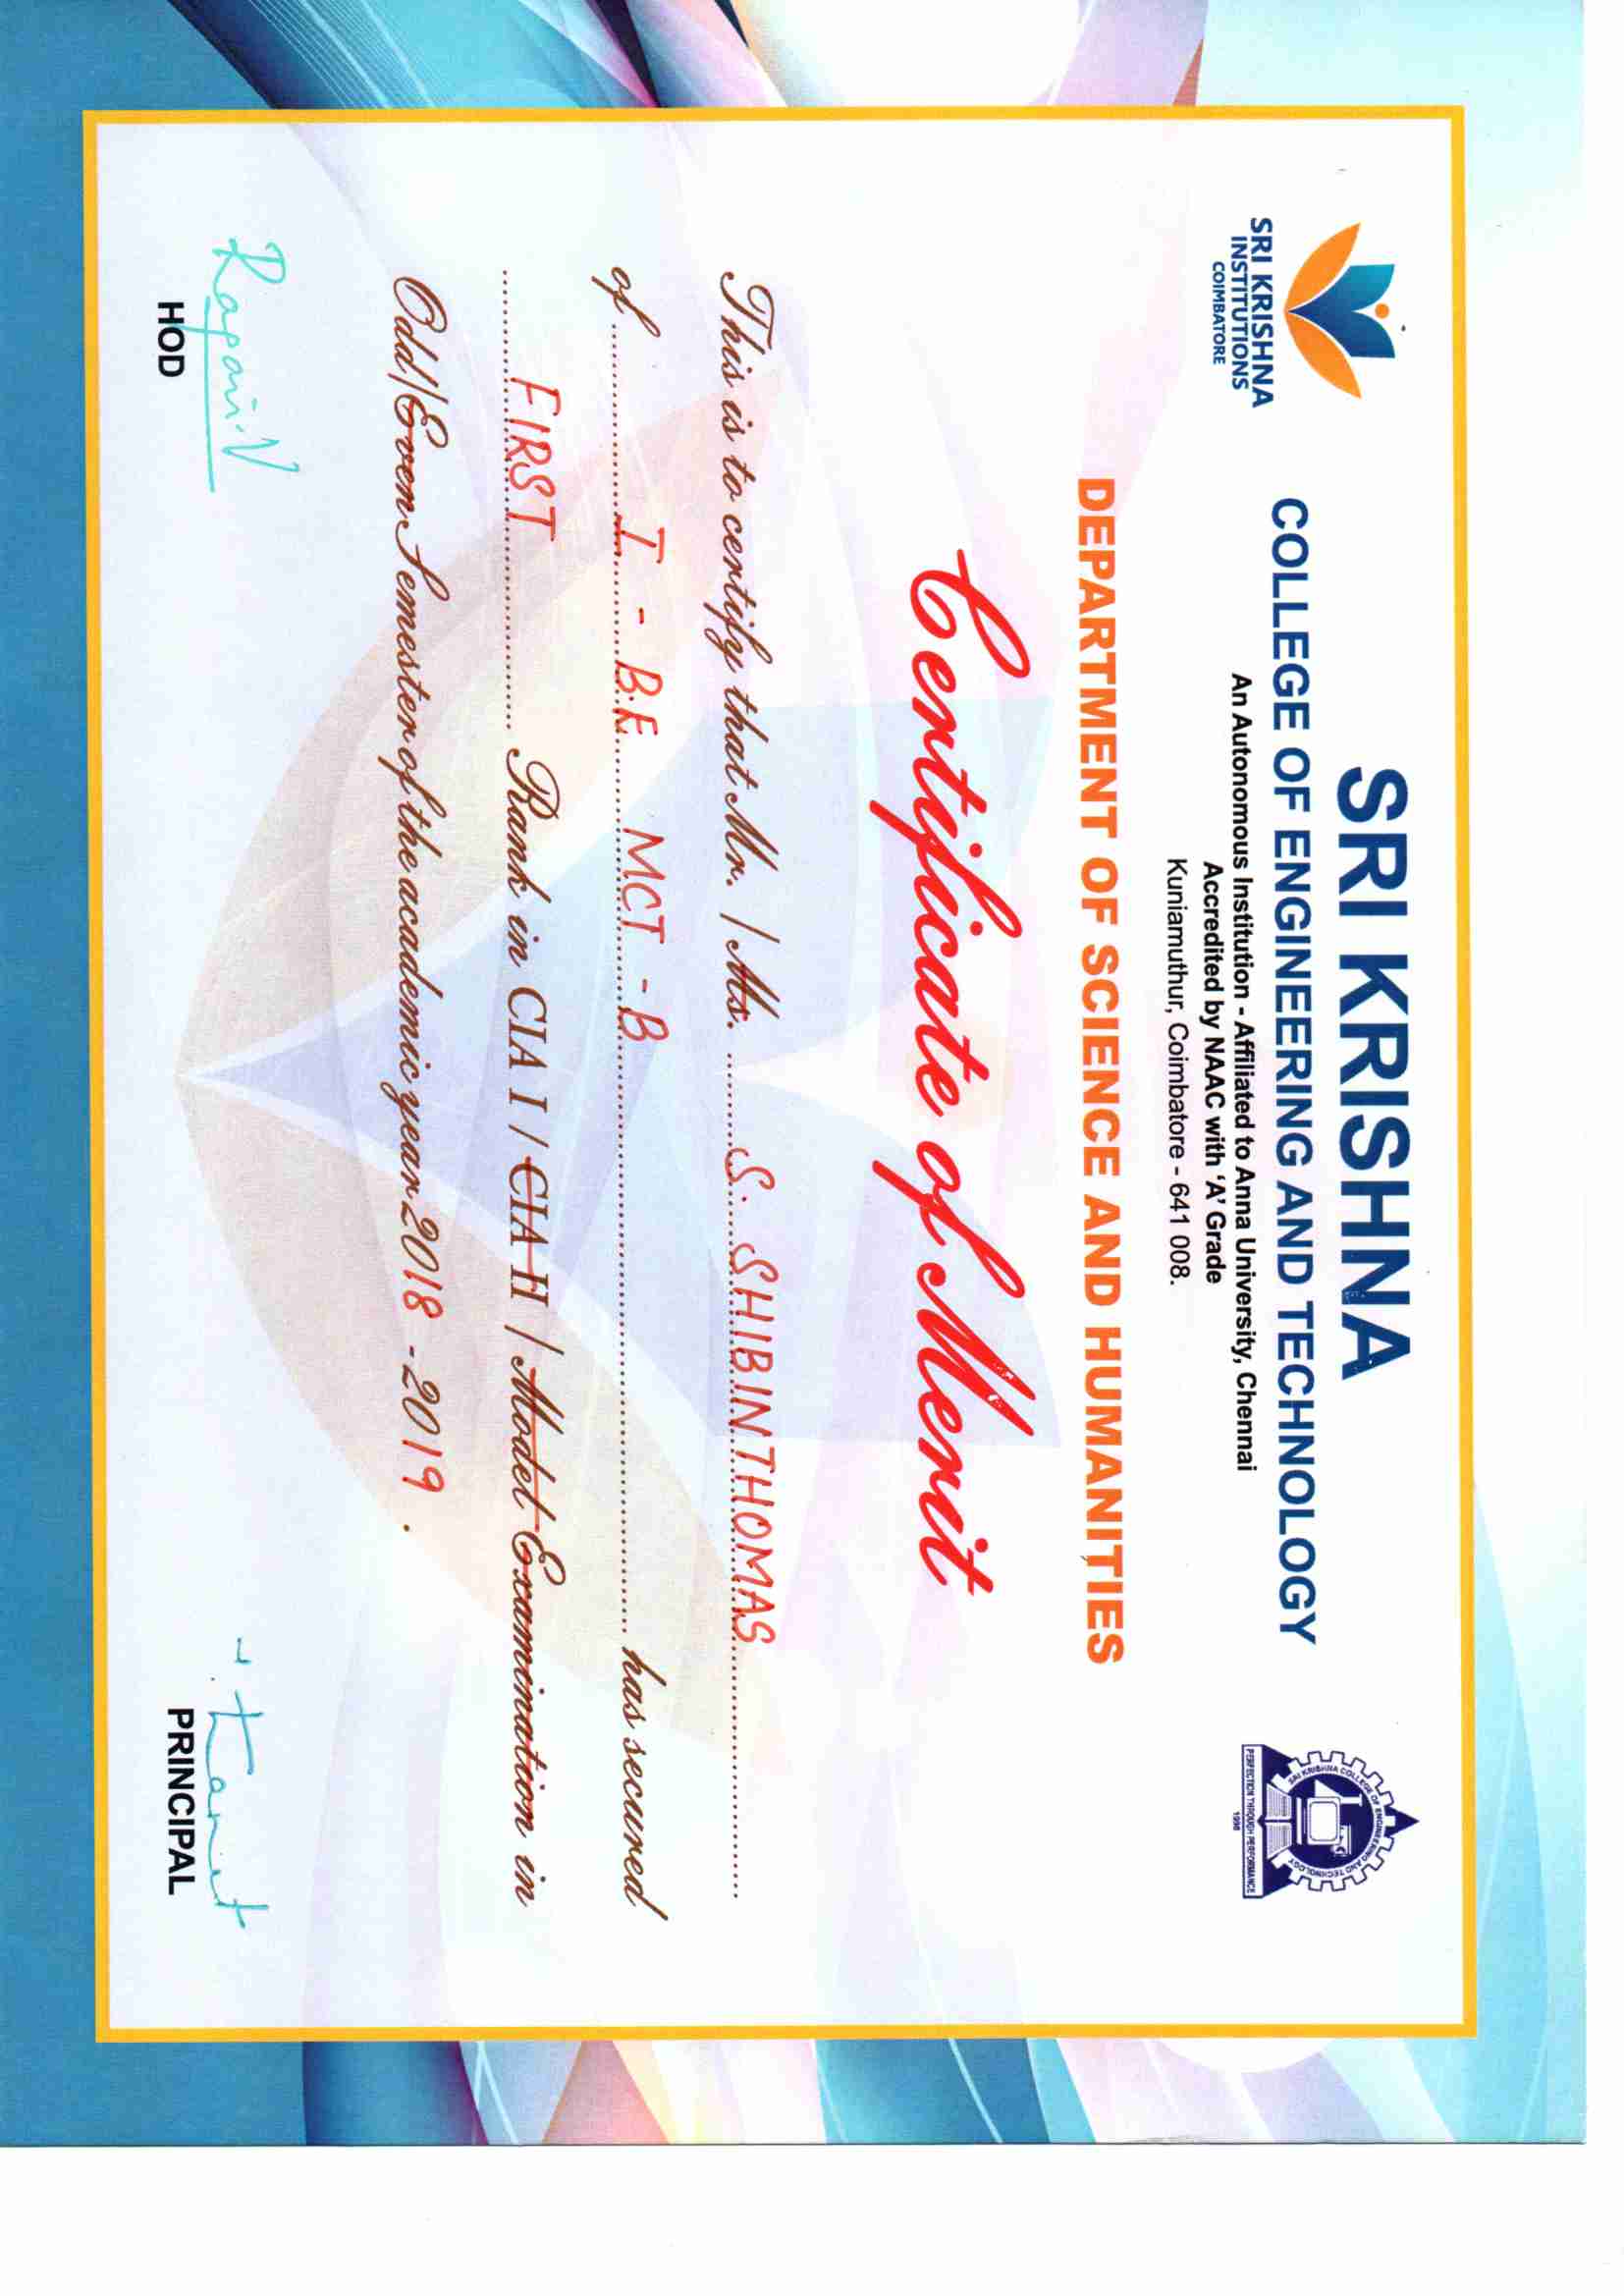 SRI KRISHNA
INSTITUTIONS
COIMBATORE
SRI KRISHNA
COLLEGE OF ENGINEERING AND TECHNOLOGY
An Autonomous Institution - Affiliated to Anna University, Chennai
Accredited by NAAC with ‘A’ Grade
Kuniamuthur, Coimbatore - 641 008.
SRI KRISHNA COLLEGE OF ENGINEERING AND TECHNOLOGY
PERFECTION THROUGH PERFORMANCE
1998
DEPARTMENT OF SCIENCE AND HUMANITIES
Certificate of Merit
This is to certify that Mr. / Ms. S. SHIBIN THOMAS
of I - B.E MCT - B has secured
FIRST Rank in CIA I / CIA II / Model Examination in
Odd/Even Semester of the academic year 2018 - 2019 .
HOD
PRINCIPAL